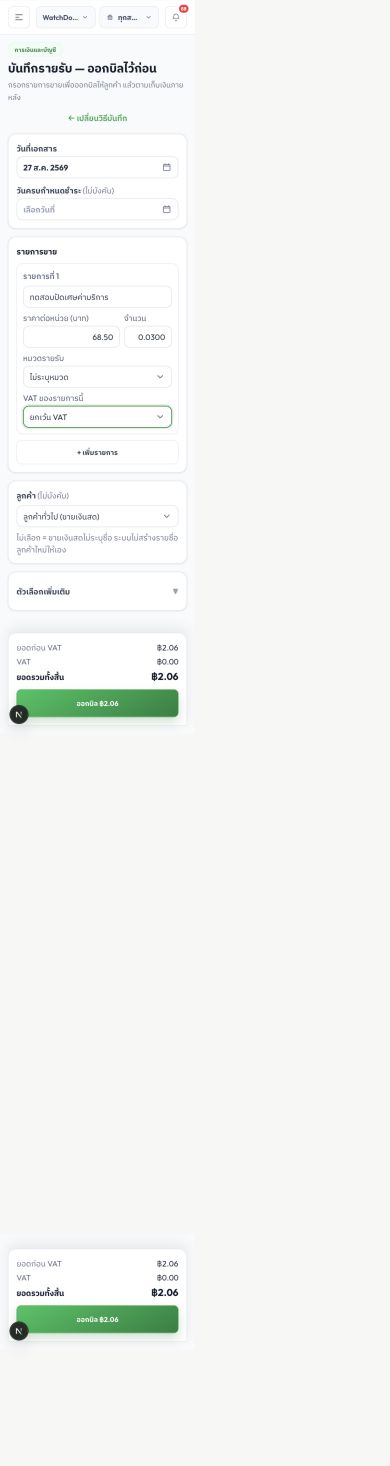 WatchDo...
ทุกส...
88
การเงินและบัญชี
บันทึกรายรับ — ออกบิลไว้ก่อน
กรอกรายการขายเพื่อออกบิลให้ลูกค้า แล้วตามเก็บเงินภาย
หลัง
← เปลี่ยนวิธีบันทึก
วันที่เอกสาร
27 ส.ค. 2569
วันครบกำหนดชำระ (ไม่บังคับ)
เลือกวันที่
รายการขาย
รายการที่ 1
ทดสอบปัดเศษค่าบริการ
ราคาต่อหน่วย (บาท)
จำนวน
68.50
0.0300
หมวดรายรับ
ไม่ระบุหมวด
VAT ของรายการนี้
ยกเว้น VAT
+ เพิ่มรายการ
ลูกค้า (ไม่บังคับ)
ลูกค้าทั่วไป (ขายเงินสด)
ไม่เลือก = ขายเงินสดไม่ระบุชื่อ ระบบไม่สร้างรายชื่อ
ลูกค้าใหม่ให้เอง
ตัวเลือกเพิ่มเติม
ยอดก่อน VAT ฿2.06
VAT ฿0.00
ยอดรวมทั้งสิ้น ฿2.06
ออกบิล ฿2.06
N
ยอดก่อน VAT ฿2.06
VAT ฿0.00
ยอดรวมทั้งสิ้น ฿2.06
ออกบิล ฿2.06
N